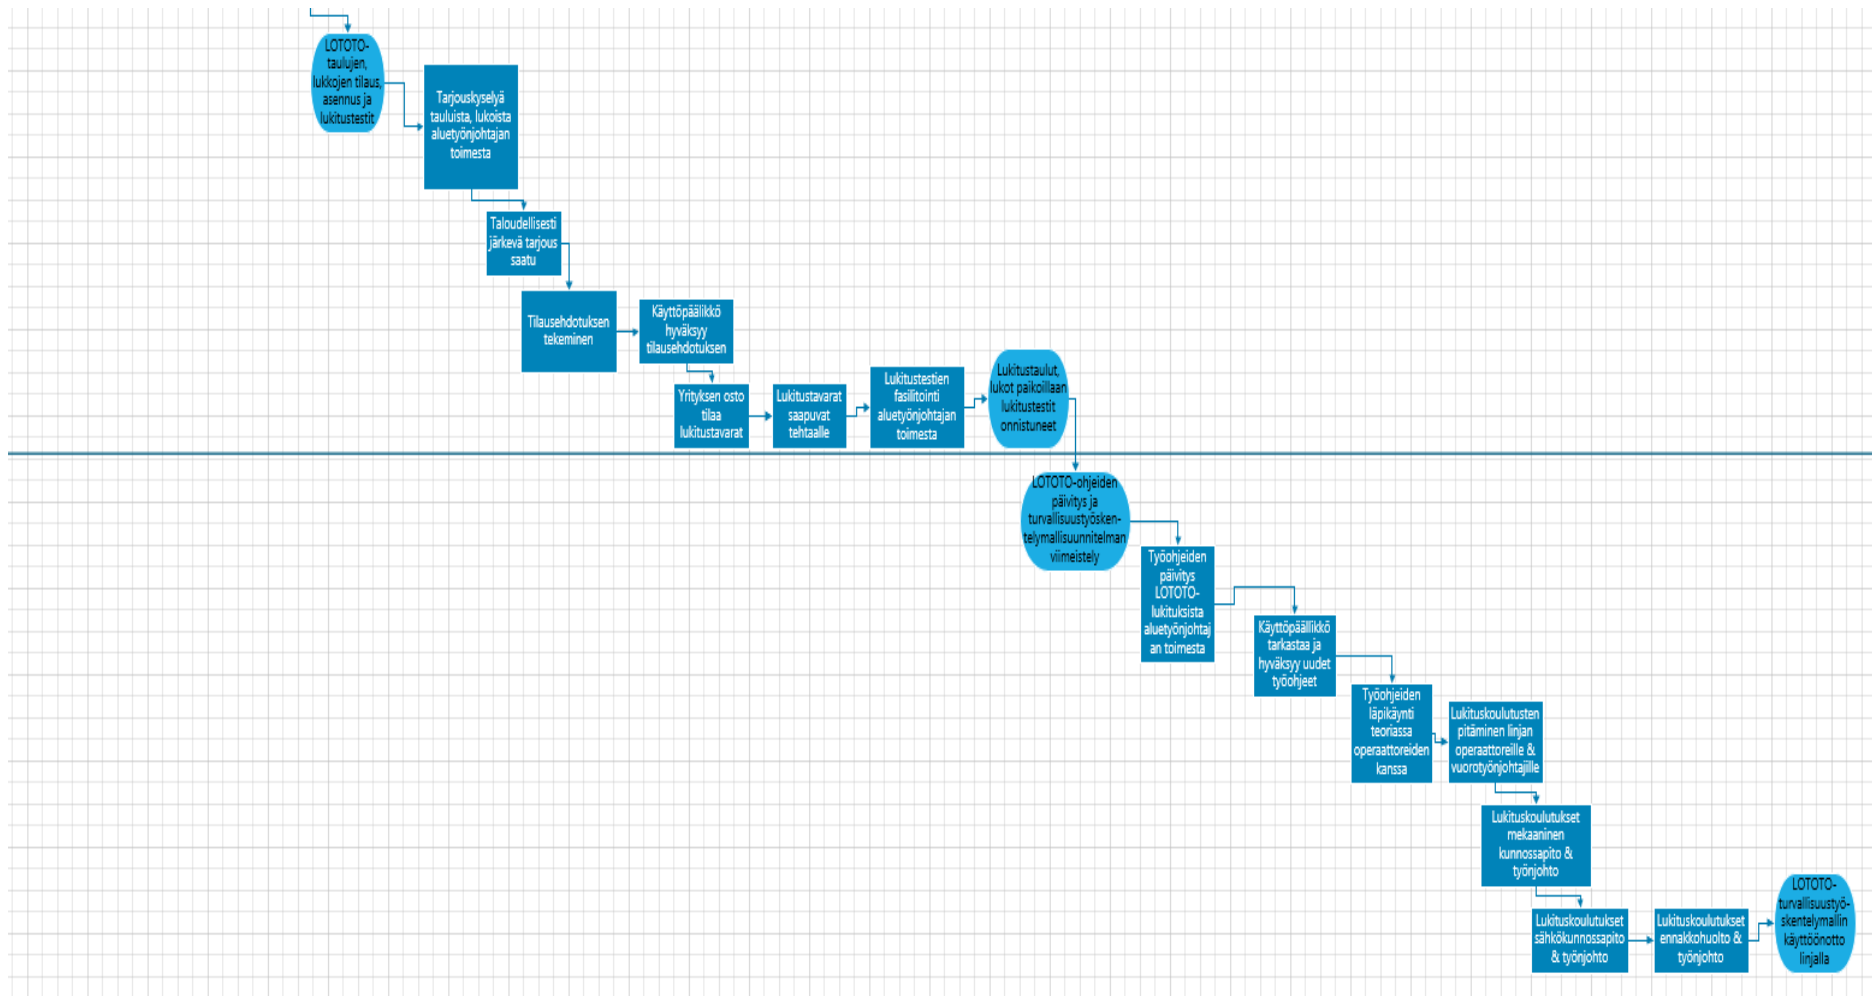 LOTOTO-
taulujen,
lukkojen tilaus,
asennus ja
lukitustestit
Tarjouskyselyä
tauluista, lukoista
aluetyönjohtajan
toimesta
Taloudellisesti
järkevä tarjous
saatu
Tilausehdotuksen
tekeminen
Käyttöpäälikkö
hyväksyy
tilausehdotuksen
Yrityksen osto
tilaa
lukitustavarat
Lukitustavarat
saapuvat
tehtaalle
Lukitustestien
fasilitointi
aluetyönjohtajan
toimesta
Lukitustaulut,
lukot paikoillaan
lukitustestit
onnistuneet
LOTOTO-ohjeiden
päivitys ja
turvallisuustyösken-
telymallisuunnitelman
viimeistely
Työohjeiden
päivitys
LOTOTO-
lukituksista
aluetyönjohtaj
an toimesta
Käyttöpäällikkö
tarkastaa ja
hyväksyy uudet
työohjeet
Työohjeiden
läpikäynti
teoriassa
operaattoreiden
kanssa
Lukituskoulutusten
pitäminen linjan
operaattoreille &
vuorotyönjohtajille
Lukituskoulutukset
mekaaninen
kunnossapito &
työnjohto
Lukituskoulutukset
sähkökunnossapito
& työnjohto
Lukituskoulutukset
ennakkohuolto &
työnjohto
LOTOTO-
turvallisuustyö-
skentelymallin
käyttöönotto
linjalla